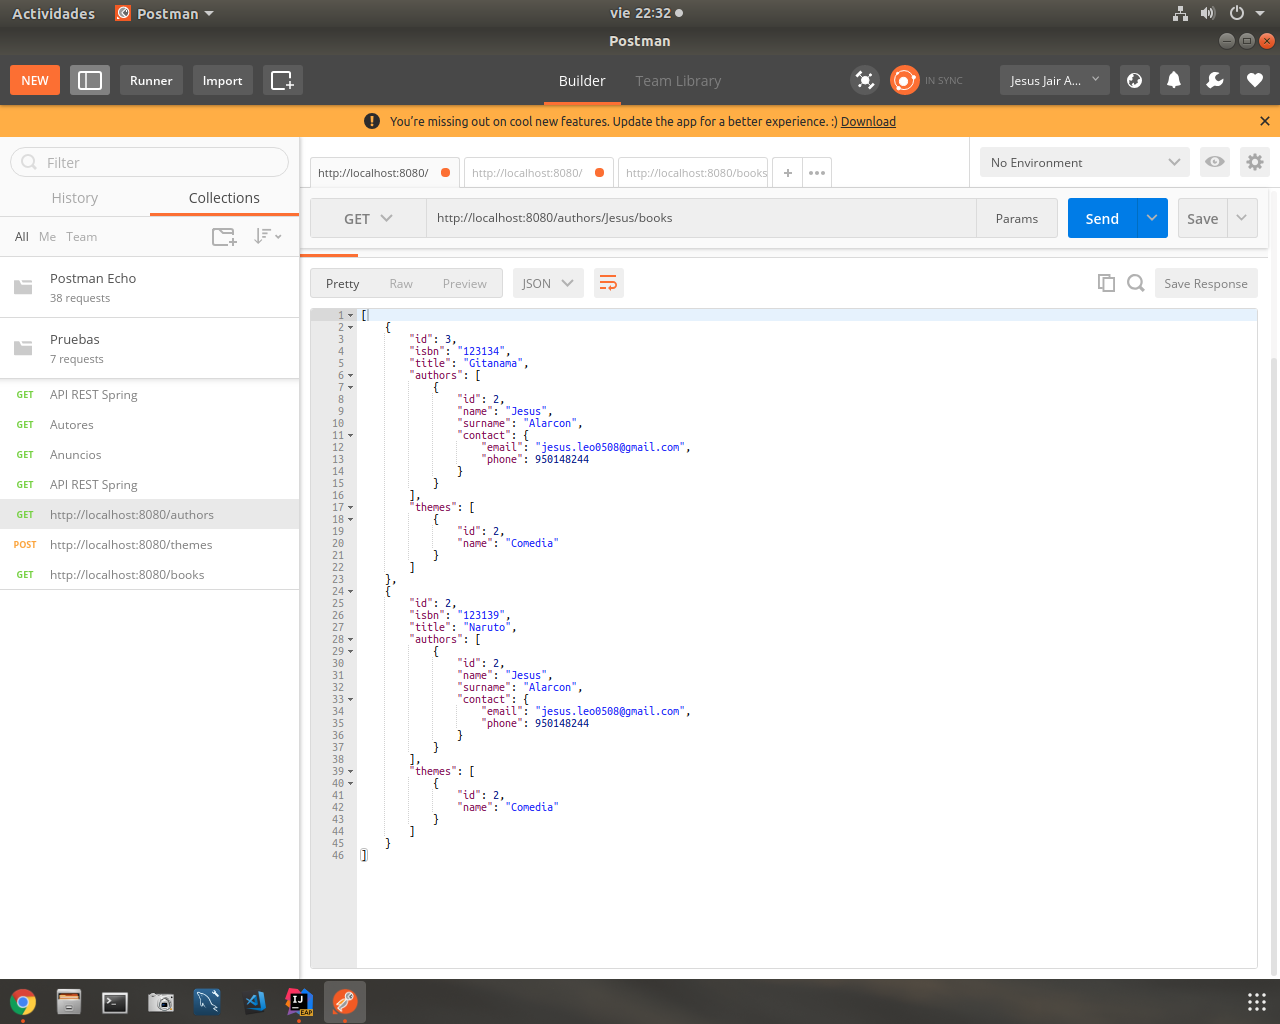 Actividades Postman vie 22:32
Postman
NEW Runner Import Builder Team Library IN SYNC Jesus Jair A...
You're missing out on cool new features. Update the app for a better experience. :) Download
Filter
History Collections
All Me Team
Postman Echo
38 requests
Pruebas
7 requests
GET API REST Spring
GET Autores
GET Anuncios
GET API REST Spring
GET http://localhost:8080/authors
POST http://localhost:8080/themes
GET http://localhost:8080/books
http://localhost:8080/ http://localhost:8080/ http://localhost:8080/books + ••• No Environment
GET http://localhost:8080/authors/Jesus/books Params Send Save
Pretty Raw Preview JSON Save Response
1 [
2 {
3 "id": 3,
4 "isbn": "123134",
5 "title": "Gitanama",
6 "authors": [
7 {
8 "id": 2,
9 "name": "Jesus",
10 "surname": "Alarcon",
11 "contact": {
12 "email": "jesus.leo0508@gmail.com",
13 "phone": 950148244
14 }
15 }
16 ],
17 "themes": [
18 {
19 "id": 2,
20 "name": "Comedia"
21 }
22 ]
23 },
24 {
25 "id": 2,
26 "isbn": "123139",
27 "title": "Naruto",
28 "authors": [
29 {
30 "id": 2,
31 "name": "Jesus",
32 "surname": "Alarcon",
33 "contact": {
34 "email": "jesus.leo0508@gmail.com",
35 "phone": 950148244
36 }
37 }
38 ],
39 "themes": [
40 {
41 "id": 2,
42 "name": "Comedia"
43 }
44 ]
45 }
46 ]
IJ
EAP